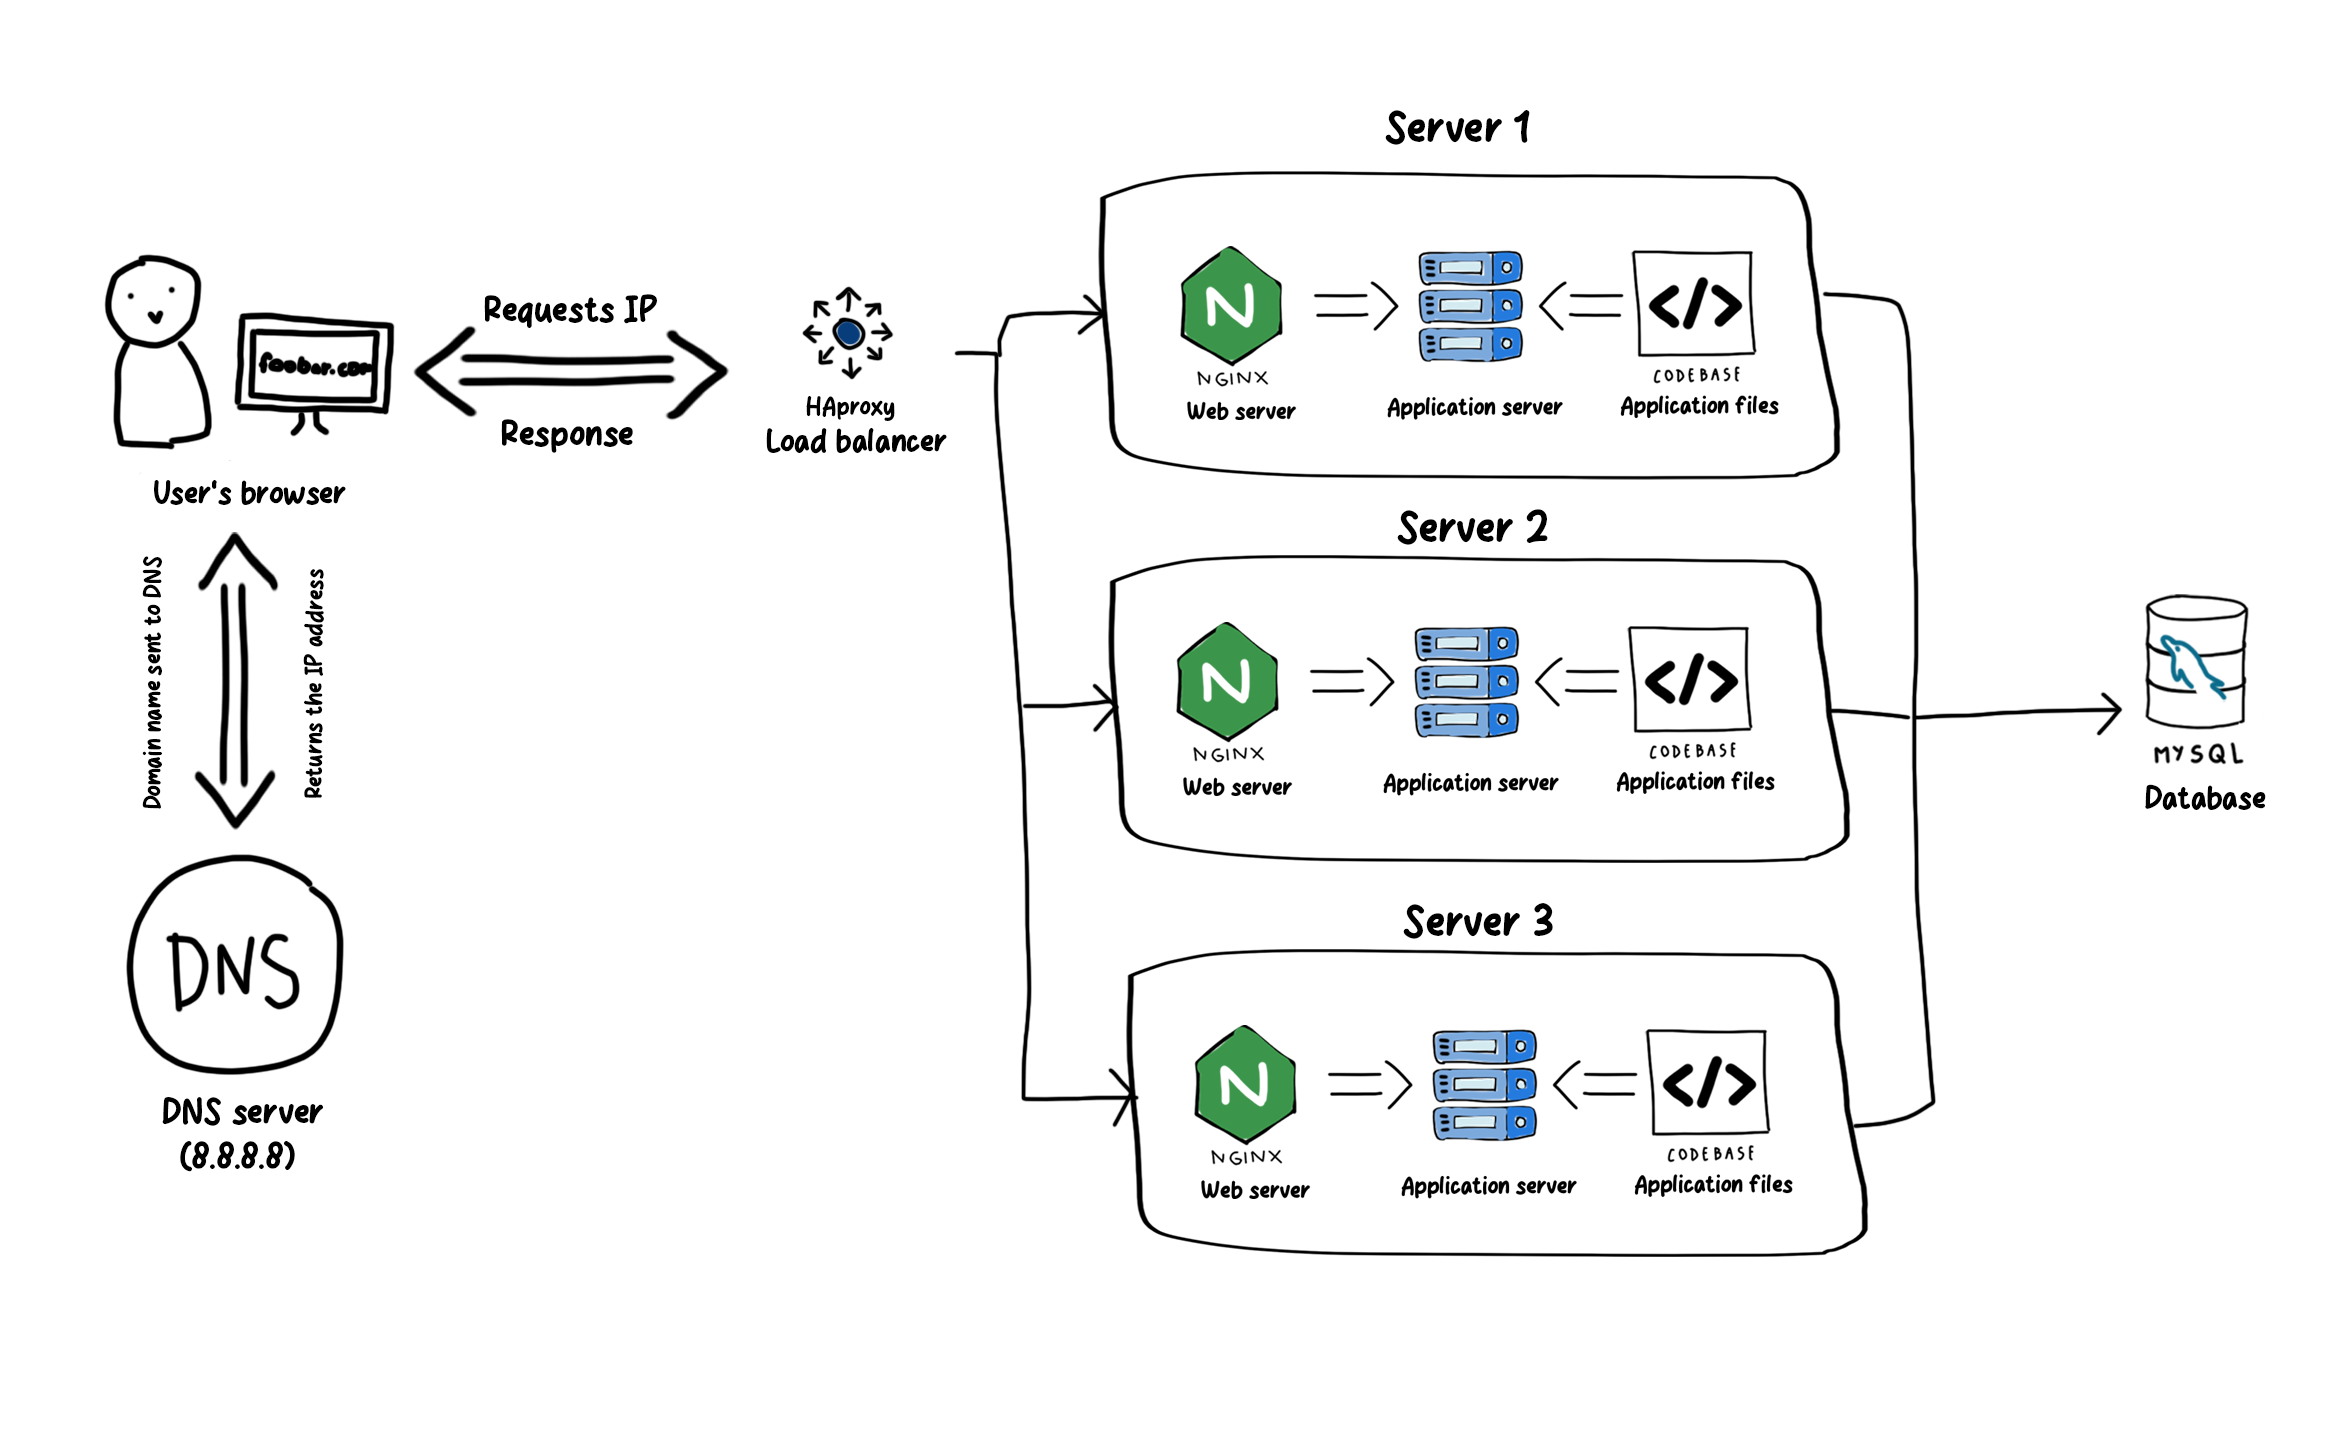 Server 1
foobar.com
Requests IP
Response
User's browser
HAproxy
Load balancer
N
NGINX
Web server
Application server
</>
CODEBASE
Application files
Server 2
N
NGINX
Web server
Application server
</>
CODEBASE
Application files
Domain name sent to DNS
Returns the IP address
MYSQL
Database
DNS
DNS server
(8.8.8.8)
Server 3
N
NGINX
Web server
Application server
</>
CODEBASE
Application files